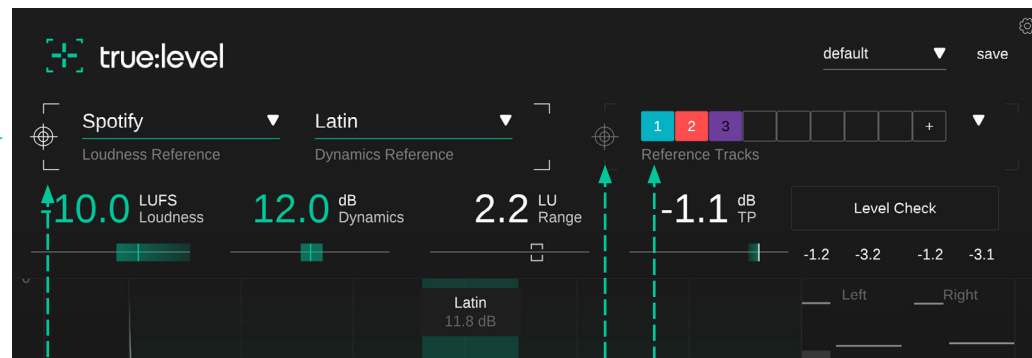 true:level
default
save
Spotify
Latin
Loudness Reference
Dynamics Reference
1 2 3 +
Reference Tracks
-10.0 LUFS Loudness
12.0 dB Dynamics
2.2 LU Range
-1.1 dB TP
Level Check
-1.2 -3.2 -1.2 -3.1
Latin
11.8 dB
Left
Right